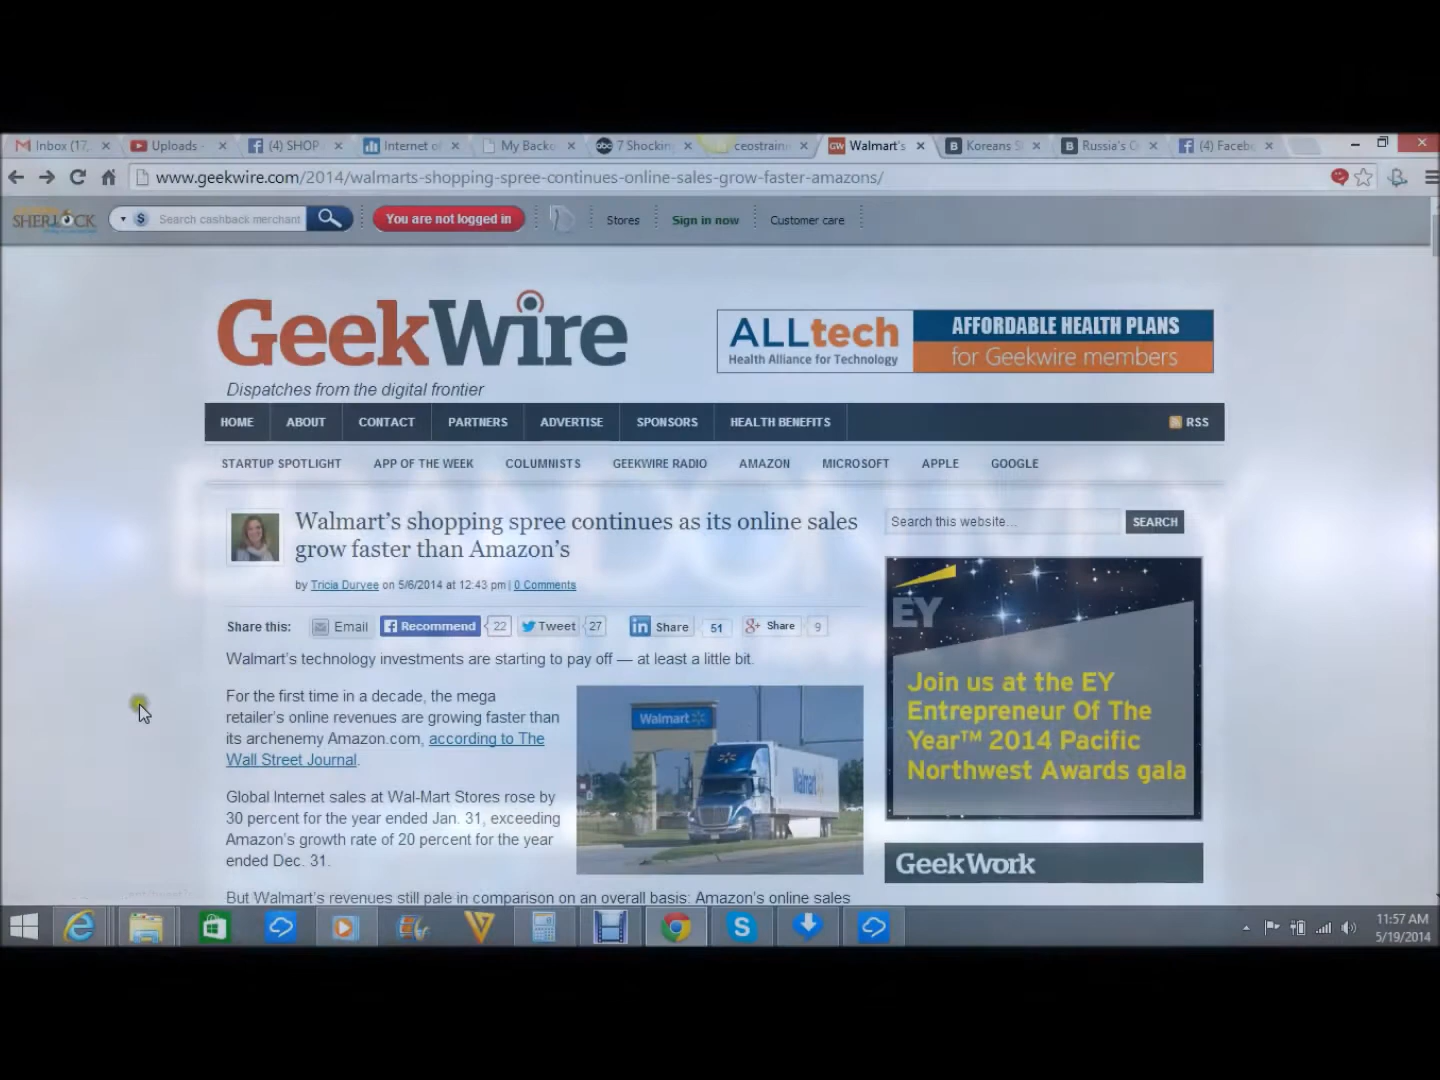 Inbox (17,
Uploads -
(4) SHOP
Internet o
My Backo
7 Shocking
ceostrainin
Walmart's
Koreans S
Russia's O
(4) Faceb
www.geekwire.com/2014/walmarts-shopping-spree-continues-online-sales-grow-faster-amazons/
SHERLOCK
$
Search cashback merchant
You are not logged in
Stores
Sign in now
Customer care
GeekWire
Dispatches from the digital frontier
ALLtech
Health Alliance for Technology
AFFORDABLE HEALTH PLANS
for Geekwire members
HOME ABOUT CONTACT PARTNERS ADVERTISE SPONSORS HEALTH BENEFITS RSS
STARTUP SPOTLIGHT APP OF THE WEEK COLUMNISTS GEEKWIRE RADIO AMAZON MICROSOFT APPLE GOOGLE
Walmart's shopping spree continues as its online sales
grow faster than Amazon's
by Tricia Duryee on 5/6/2014 at 12:43 pm | 0 Comments
Share this: Email Recommend 22 Tweet 27 Share 51 Share 9
Walmart's technology investments are starting to pay off — at least a little bit.
For the first time in a decade, the mega
retailer's online revenues are growing faster than
its archenemy Amazon.com, according to The
Wall Street Journal.
Walmart
Walmart
Global Internet sales at Wal-Mart Stores rose by
30 percent for the year ended Jan. 31, exceeding
Amazon's growth rate of 20 percent for the year
ended Dec. 31.
But Walmart's revenues still pale in comparison on an overall basis: Amazon's online sales
Search this website...
SEARCH
EY
Join us at the EY
Entrepreneur Of The
Year™ 2014 Pacific
Northwest Awards gala
GeekWork
11:57 AM
5/19/2014